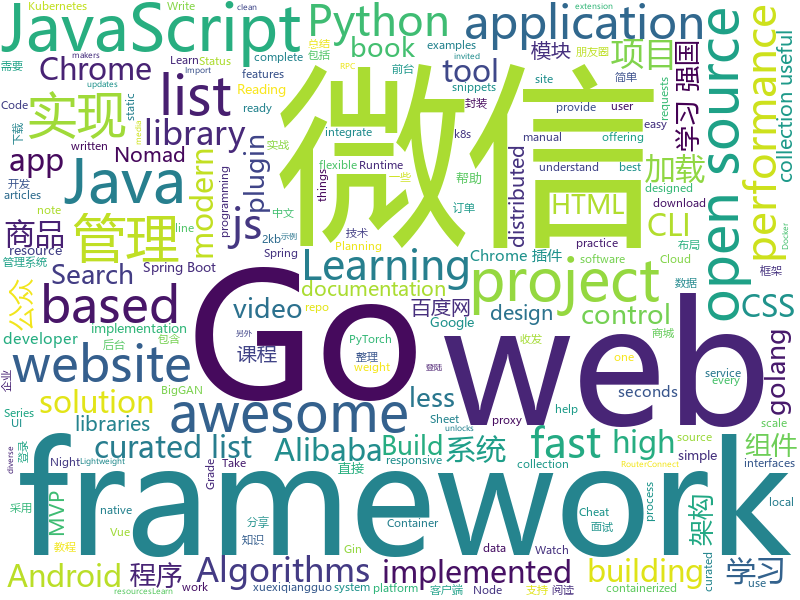 JavaScript
Python
application
extension
invited
makers
updates
clean
Kubernetes
Write
complete
examples
总结
包括
RPC
朋友圈
前台
site
简单
需要
Import
Learn
Status
Chrome
book
模块
项目
performance
features
Reading
ready
tool
snippets
封装
user
requests
学习 强国
open source
collection useful
Code
static
下载
written
实现
list
library
微信
integrate
实战
k8s
provide
manual
offering
easy
app
Nomad
plugin
flexible
Runtime
things
一些
帮助
understand
best
designed
加载
download
开发
articles
Java
js
modern
programming
distributed
HTML
订单
practice
CLI
布局
note
line
管理
中文
2kb
示例
Chrome 插件
software
Cloud
Docker
商品
resource
管理系统
Spring
Spring Boot
Planning
技术
数据
框架
Search
Learning
project
公众
based
documentation
repo
百度网
control
CSS
implementation
video
Google
design
developer
后台
包含
PyTorch
收发
商城
另外
golang
website
Go
web
课程
整理
登陆
seconds
one
service
企业
BigGAN
weight
less
help
every
solution
awesome
proxy
scale
Series
UI
libraries
Sheet
unlocks
source
diverse
登录
curated list
Alibaba
Build
系统
fast
high
组件
Night
Grade
Take
responsive
collection
直接
simple
interfaces
Lightweight
MVP
framework
RouterConnect
采用
native
platform
Container
Cheat
process
架构
local
教程
Vue
分享
Gin
面试
Android
程序
知识
data
Watch
containerized
Algorithms
implemented
building
curated
学习
work
xuexiqiangguo
system
客户端
Node
支持
阅迹
use
resourcesLearn